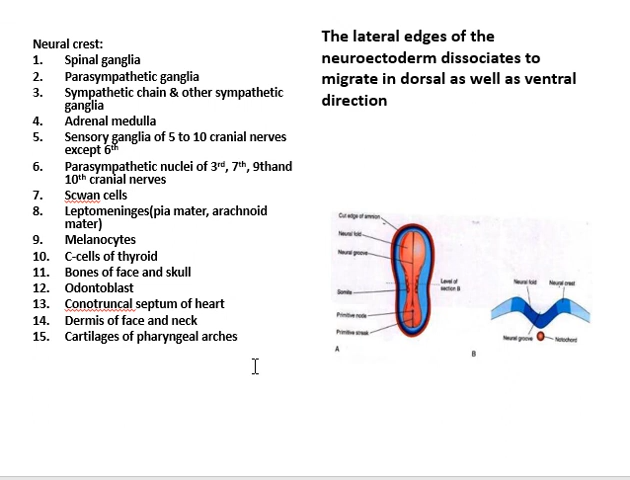 Neural crest:
1. Spinal ganglia
2. Parasympathetic ganglia
3. Sympathetic chain & other sympathetic
ganglia
4. Adrenal medulla
5. Sensory ganglia of 5 to 10 cranial nerves
except 6th
6. Parasympathetic nuclei of 3rd, 7th, 9thand
10th cranial nerves
7. Scwan cells
8. Leptomeninges(pia mater, arachnoid
mater)
9. Melanocytes
10. C-cells of thyroid
11. Bones of face and skull
12. Odontoblast
13. Conotruncal septum of heart
14. Dermis of face and neck
15. Cartilages of pharyngeal arches
The lateral edges of the
neuroectoderm dissociates to
migrate in dorsal as well as ventral
direction
Cut edge of amnion
Neural fold
Neural groove
Somite
Primitive node
Primitive streak
Level of
section B
A
Neural fold
Neural crest
Neural groove
Notochord
B